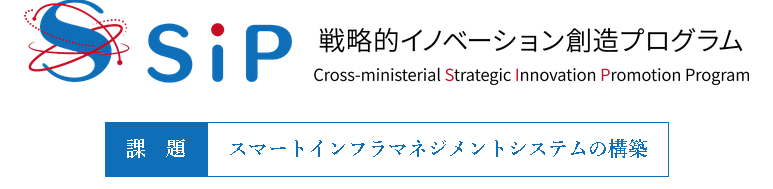 SiP 戦略的イノベーション創造プログラム
Cross-ministerial Strategic Innovation Promotion Program
課 題 スマートインフラマネジメントシステムの構築